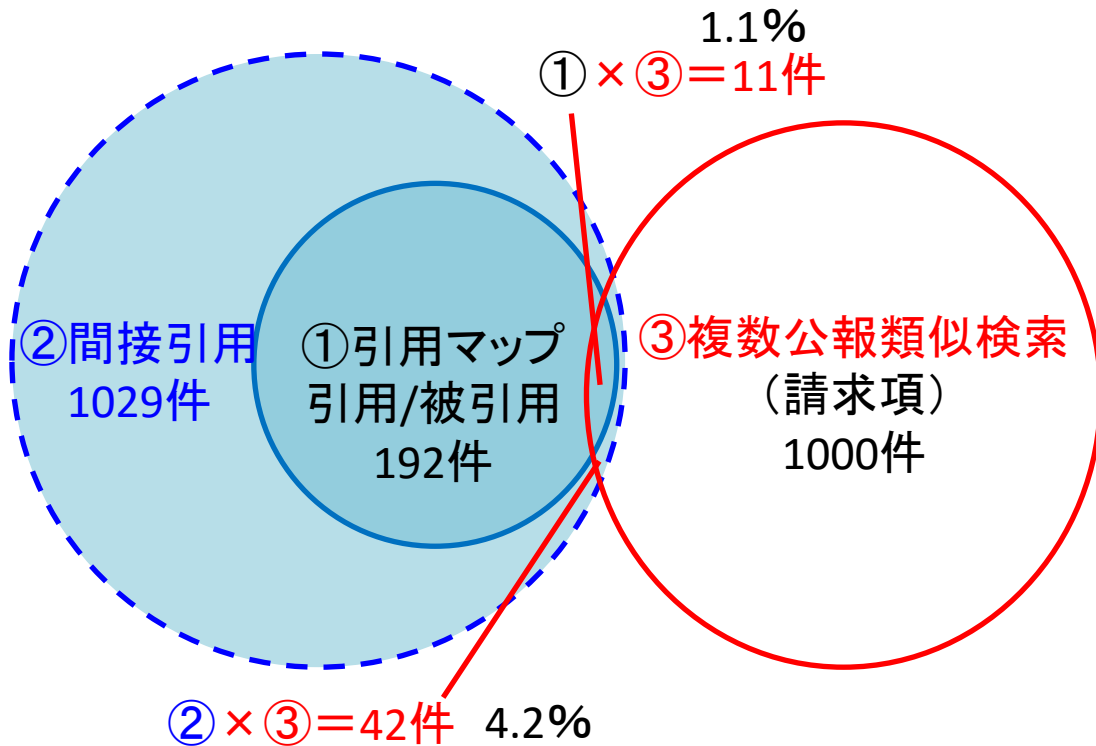 1.1%
①×③＝11件
②間接引用
1029件
①引用マップ
引用/被引用
192件
③複数公報類似検索
（請求項）
1000件
②×③＝42件 4.2%